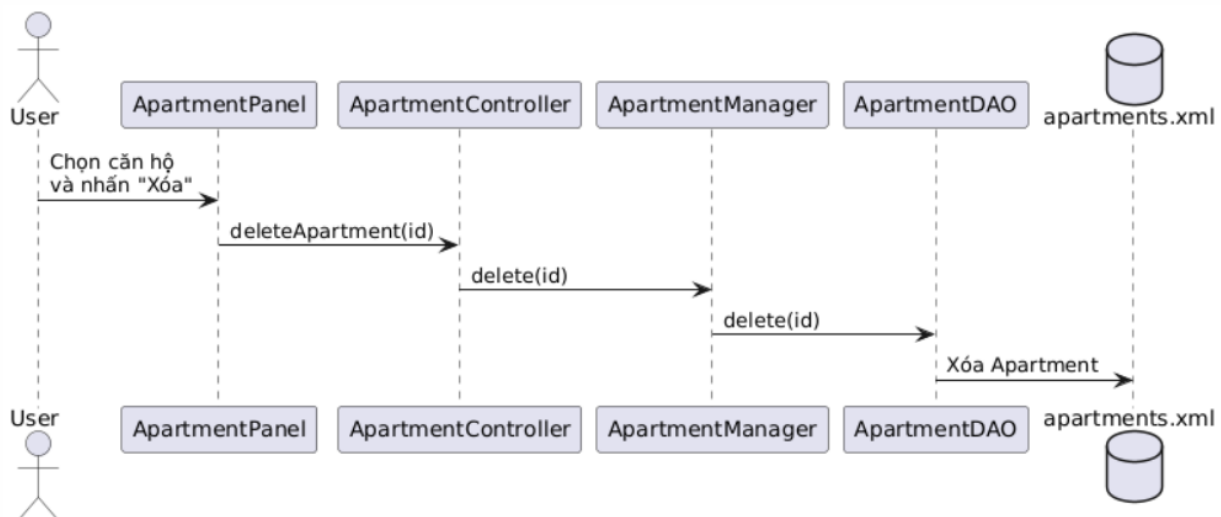 User
ApartmentPanel
ApartmentController
ApartmentManager
ApartmentDAO
apartments.xml
Chọn căn hộ
và nhấn "Xóa"
deleteApartment(id)
delete(id)
delete(id)
Xóa Apartment
User
ApartmentPanel
ApartmentController
ApartmentManager
ApartmentDAO
apartments.xml